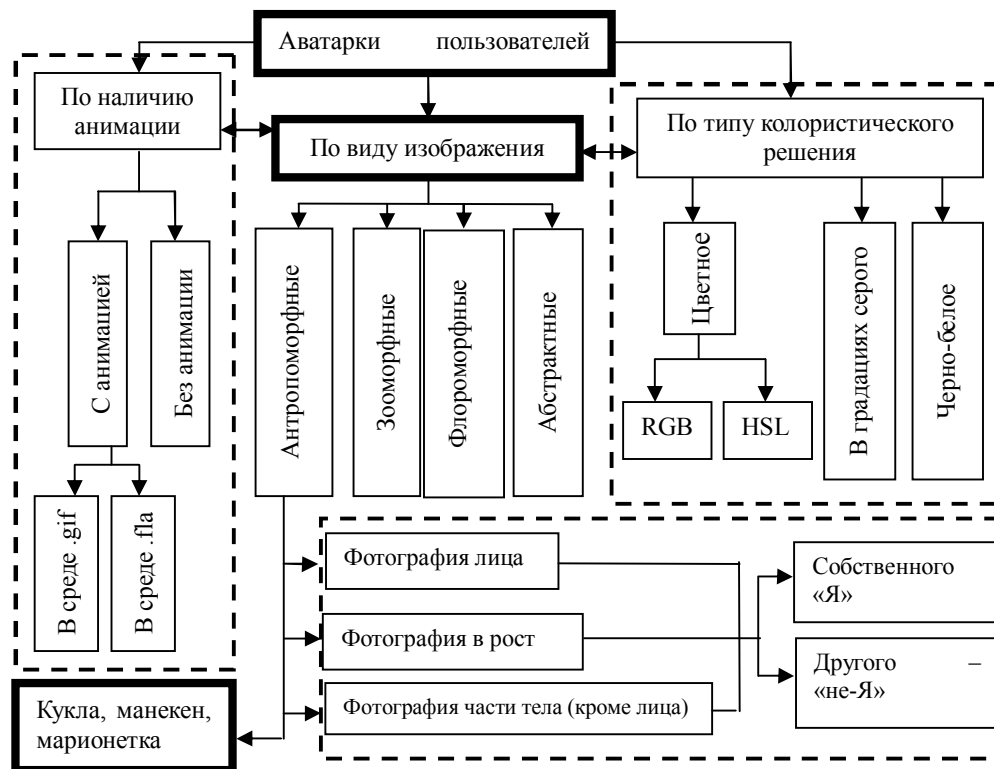 Аватарки пользователей
По наличию
анимации
По виду изображения
По типу колористического
решения
С анимацией
Без анимации
В среде .gif
В среде .fla
Антропоморфные
Зооморфные
Флороморфные
Абстрактные
Цветное
В градациях серого
Черно-белое
RGB
HSL
Фотография лица
Фотография в рост
Фотография части тела (кроме лица)
Собственного
«Я»
Другого –
«не-Я»
Кукла, манекен,
марионетка